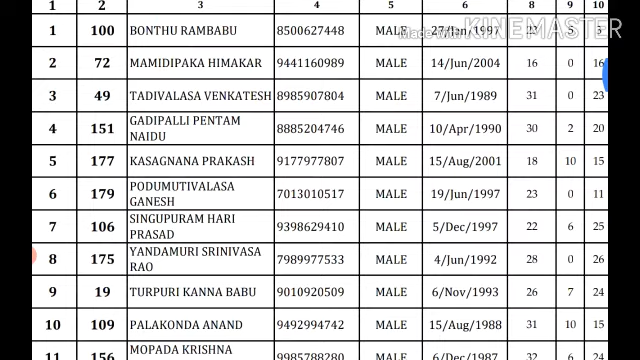 1 2 3 4 6 8 9 10
1 100 BONTHU RAMBABU 8500627448 MALE 27/Jan/1997 5
Made with KINEMASTER
2 72 MAMIDIPAKA HIMAKAR 9441160989 MALE 14/Jun/2004 16 0 16
3 49 TADIVALASA VENKATESH 8985907804 MALE 7/Jun/1989 31 0 23
4 151 GADIPALLI PENTAM NAIDU 8885204746 MALE 10/Apr/1990 30 2 20
5 177 KASAGNANA PRAKASH 9177977807 MALE 15/Aug/2001 18 10 15
6 179 PODUMUTIVALASA GANESH 7013010517 MALE 19/Jun/1997 23 0 11
7 106 SINGUPURAM HARI PRASAD 9398629410 MALE 5/Dec/1997 22 6 25
8 175 YANDAMURI SRINIVASA RAO 7989977533 MALE 4/Jun/1992 28 0 26
9 19 TURPURI KANNA BABU 9010920509 MALE 6/Nov/1993 26 7 24
10 109 PALAKONDA ANAND 9492994742 MALE 15/Aug/1988 31 10 15
11 156 MOPADA KRISHNA 9985788280 MALE 6/Dec/1987 32 6 24